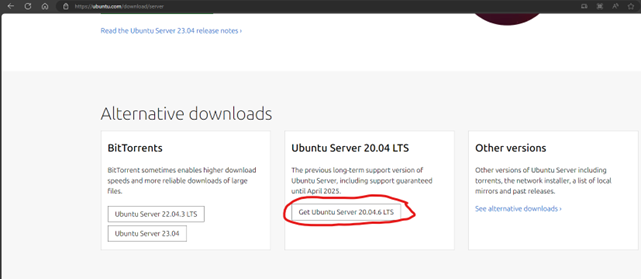 https://ubuntu.com/download/server
Read the Ubuntu Server 23.04 release notes ›
Alternative downloads
BitTorrents
BitTorrent sometimes enables higher download
speeds and more reliable downloads of large
files.
Ubuntu Server 22.04.3 LTS
Ubuntu Server 23.04
Ubuntu Server 20.04 LTS
The previous long-term support version of
Ubuntu Server, including support guaranteed
until April 2025.
Get Ubuntu Server 20.04.6 LTS
Other versions
Other versions of Ubuntu Server including
torrents, the network installer, a list of local
mirrors and past releases.
See alternative downloads ›